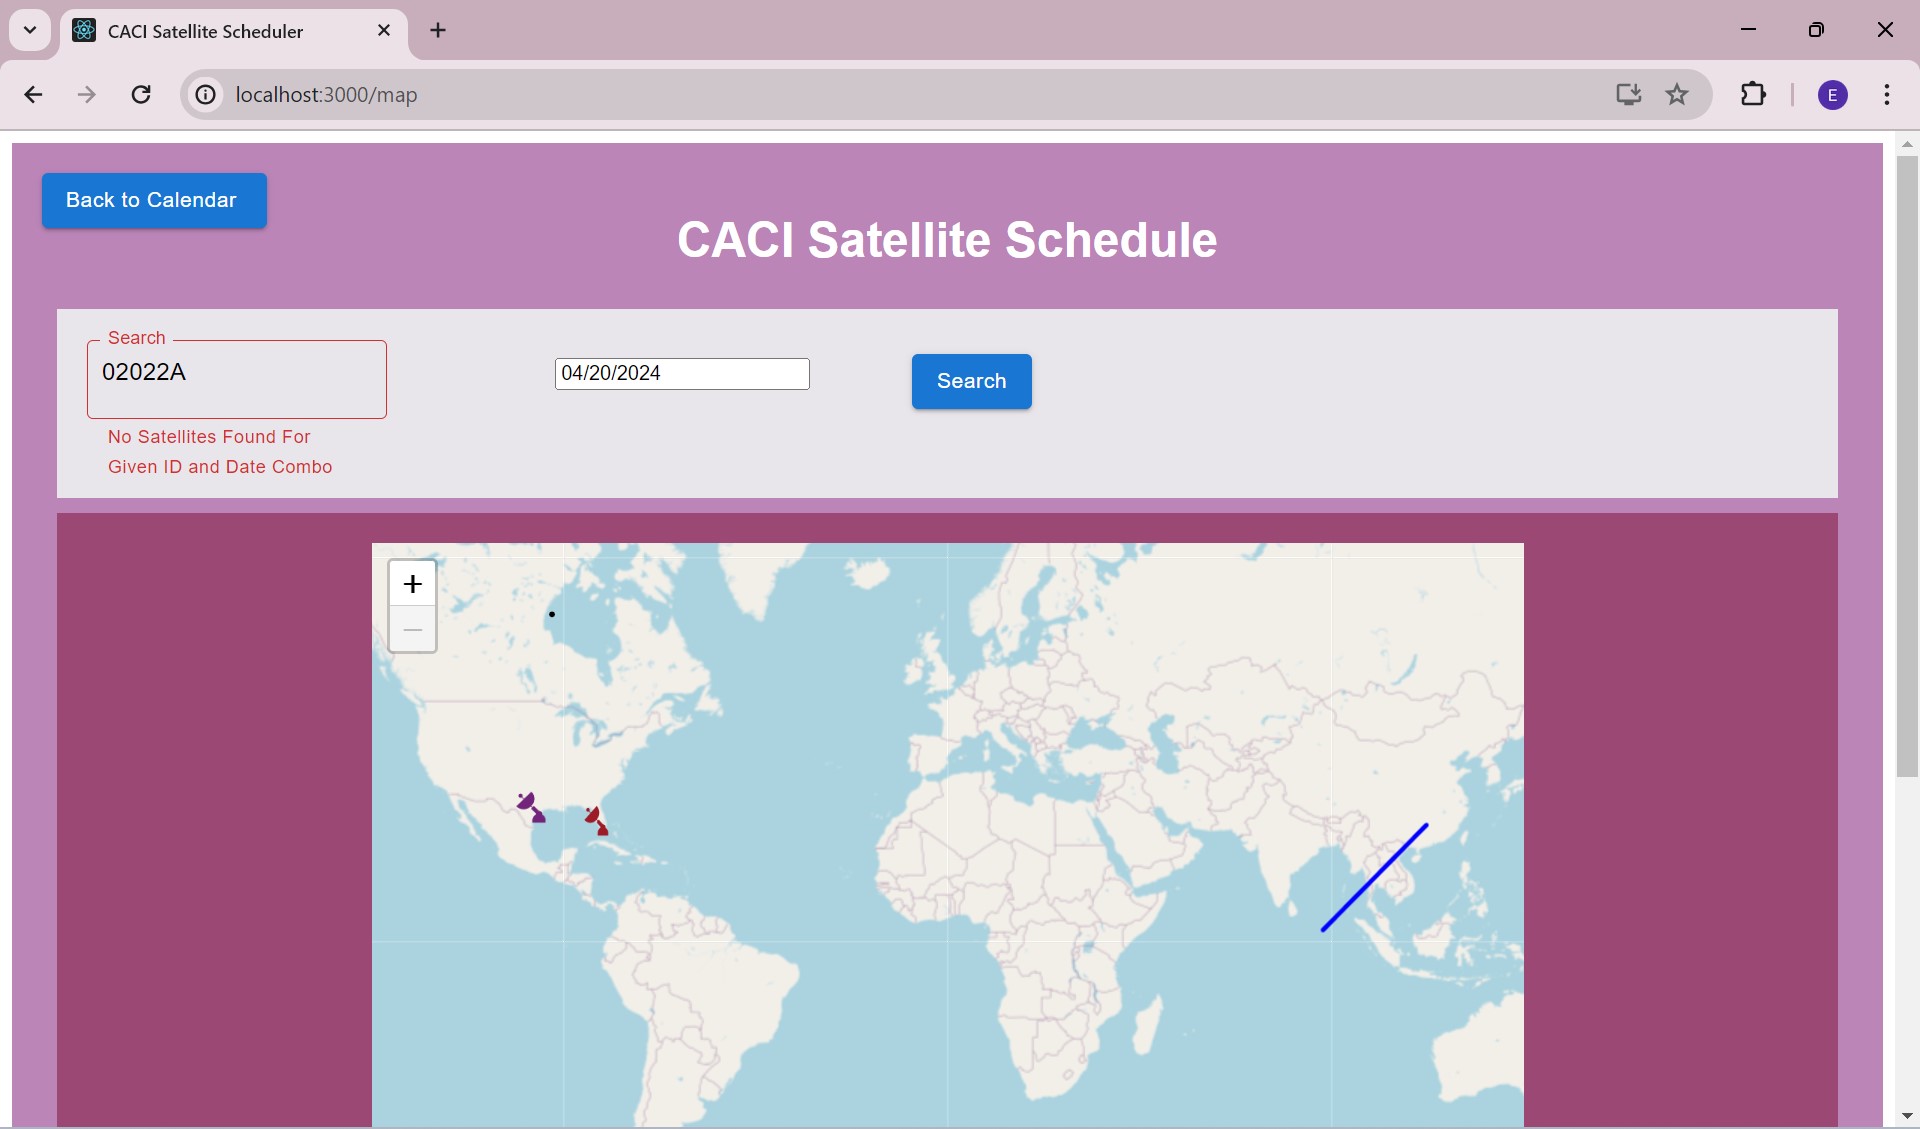 CACI Satellite Scheduler
localhost:3000/map
E
Back to Calendar
CACI Satellite Schedule
Search
02022A
04/20/2024
Search
No Satellites Found For
Given ID and Date Combo
+
−